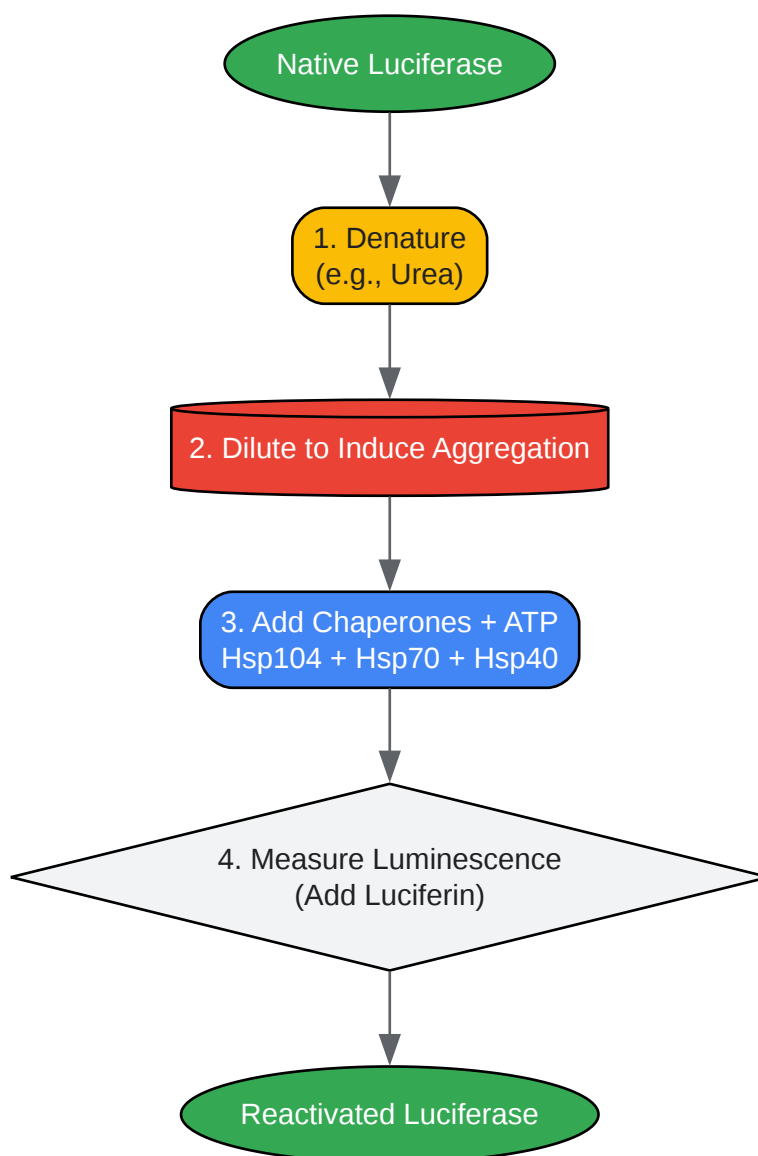 Native Luciferase
1. Denature
(e.g., Urea)
2. Dilute to Induce Aggregation
3. Add Chaperones + ATP
Hsp104 + Hsp70 + Hsp40
4. Measure Luminescence
(Add Luciferin)
Reactivated Luciferase